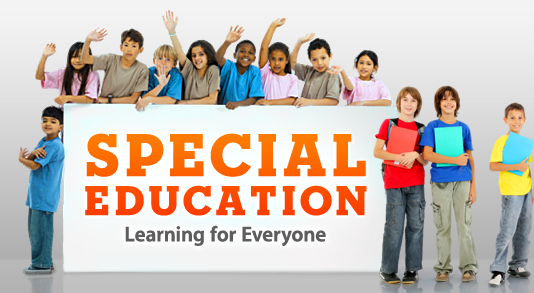 SPECIAL
EDUCATION
Learning for Everyone